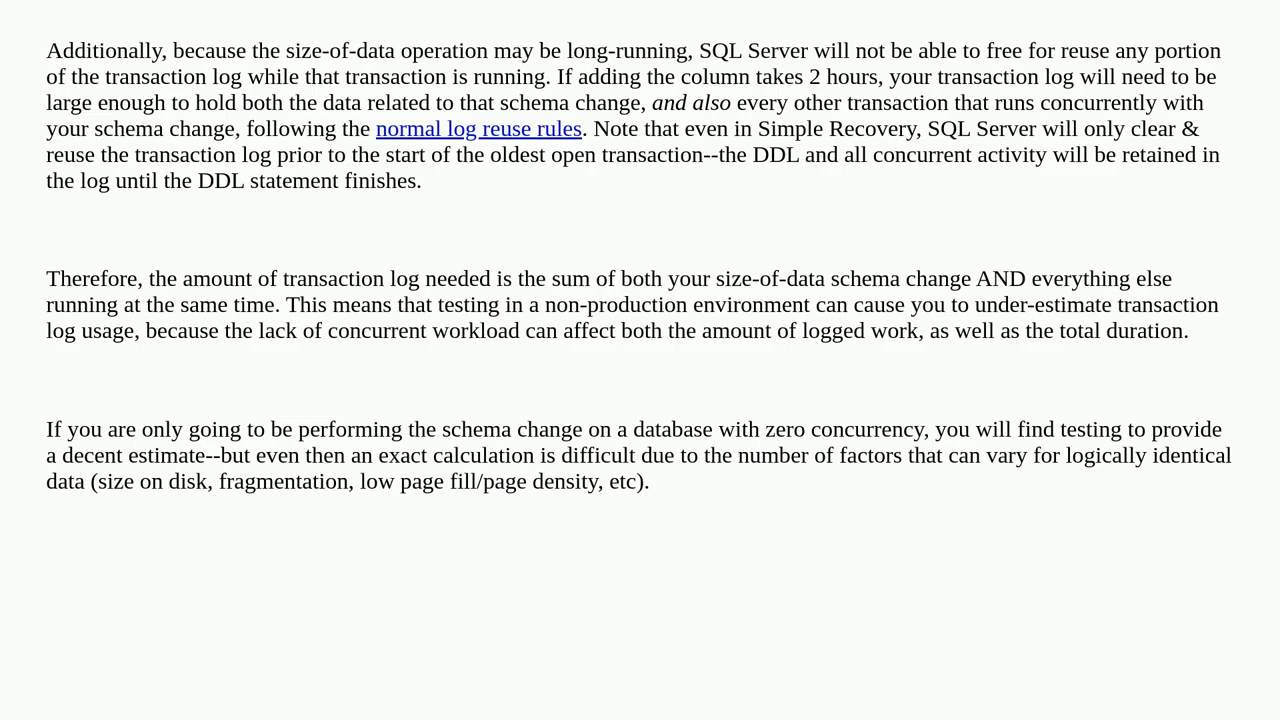 Additionally, because the size-of-data operation may be long-running, SQL Server will not be able to free for reuse any portion
of the transaction log while that transaction is running. If adding the column takes 2 hours, your transaction log will need to be
large enough to hold both the data related to that schema change, and also every other transaction that runs concurrently with
your schema change, following the normal log reuse rules. Note that even in Simple Recovery, SQL Server will only clear &
reuse the transaction log prior to the start of the oldest open transaction--the DDL and all concurrent activity will be retained in
the log until the DDL statement finishes.
Therefore, the amount of transaction log needed is the sum of both your size-of-data schema change AND everything else
running at the same time. This means that testing in a non-production environment can cause you to under-estimate transaction
log usage, because the lack of concurrent workload can affect both the amount of logged work, as well as the total duration.
If you are only going to be performing the schema change on a database with zero concurrency, you will find testing to provide
a decent estimate--but even then an exact calculation is difficult due to the number of factors that can vary for logically identical
data (size on disk, fragmentation, low page fill/page density, etc).